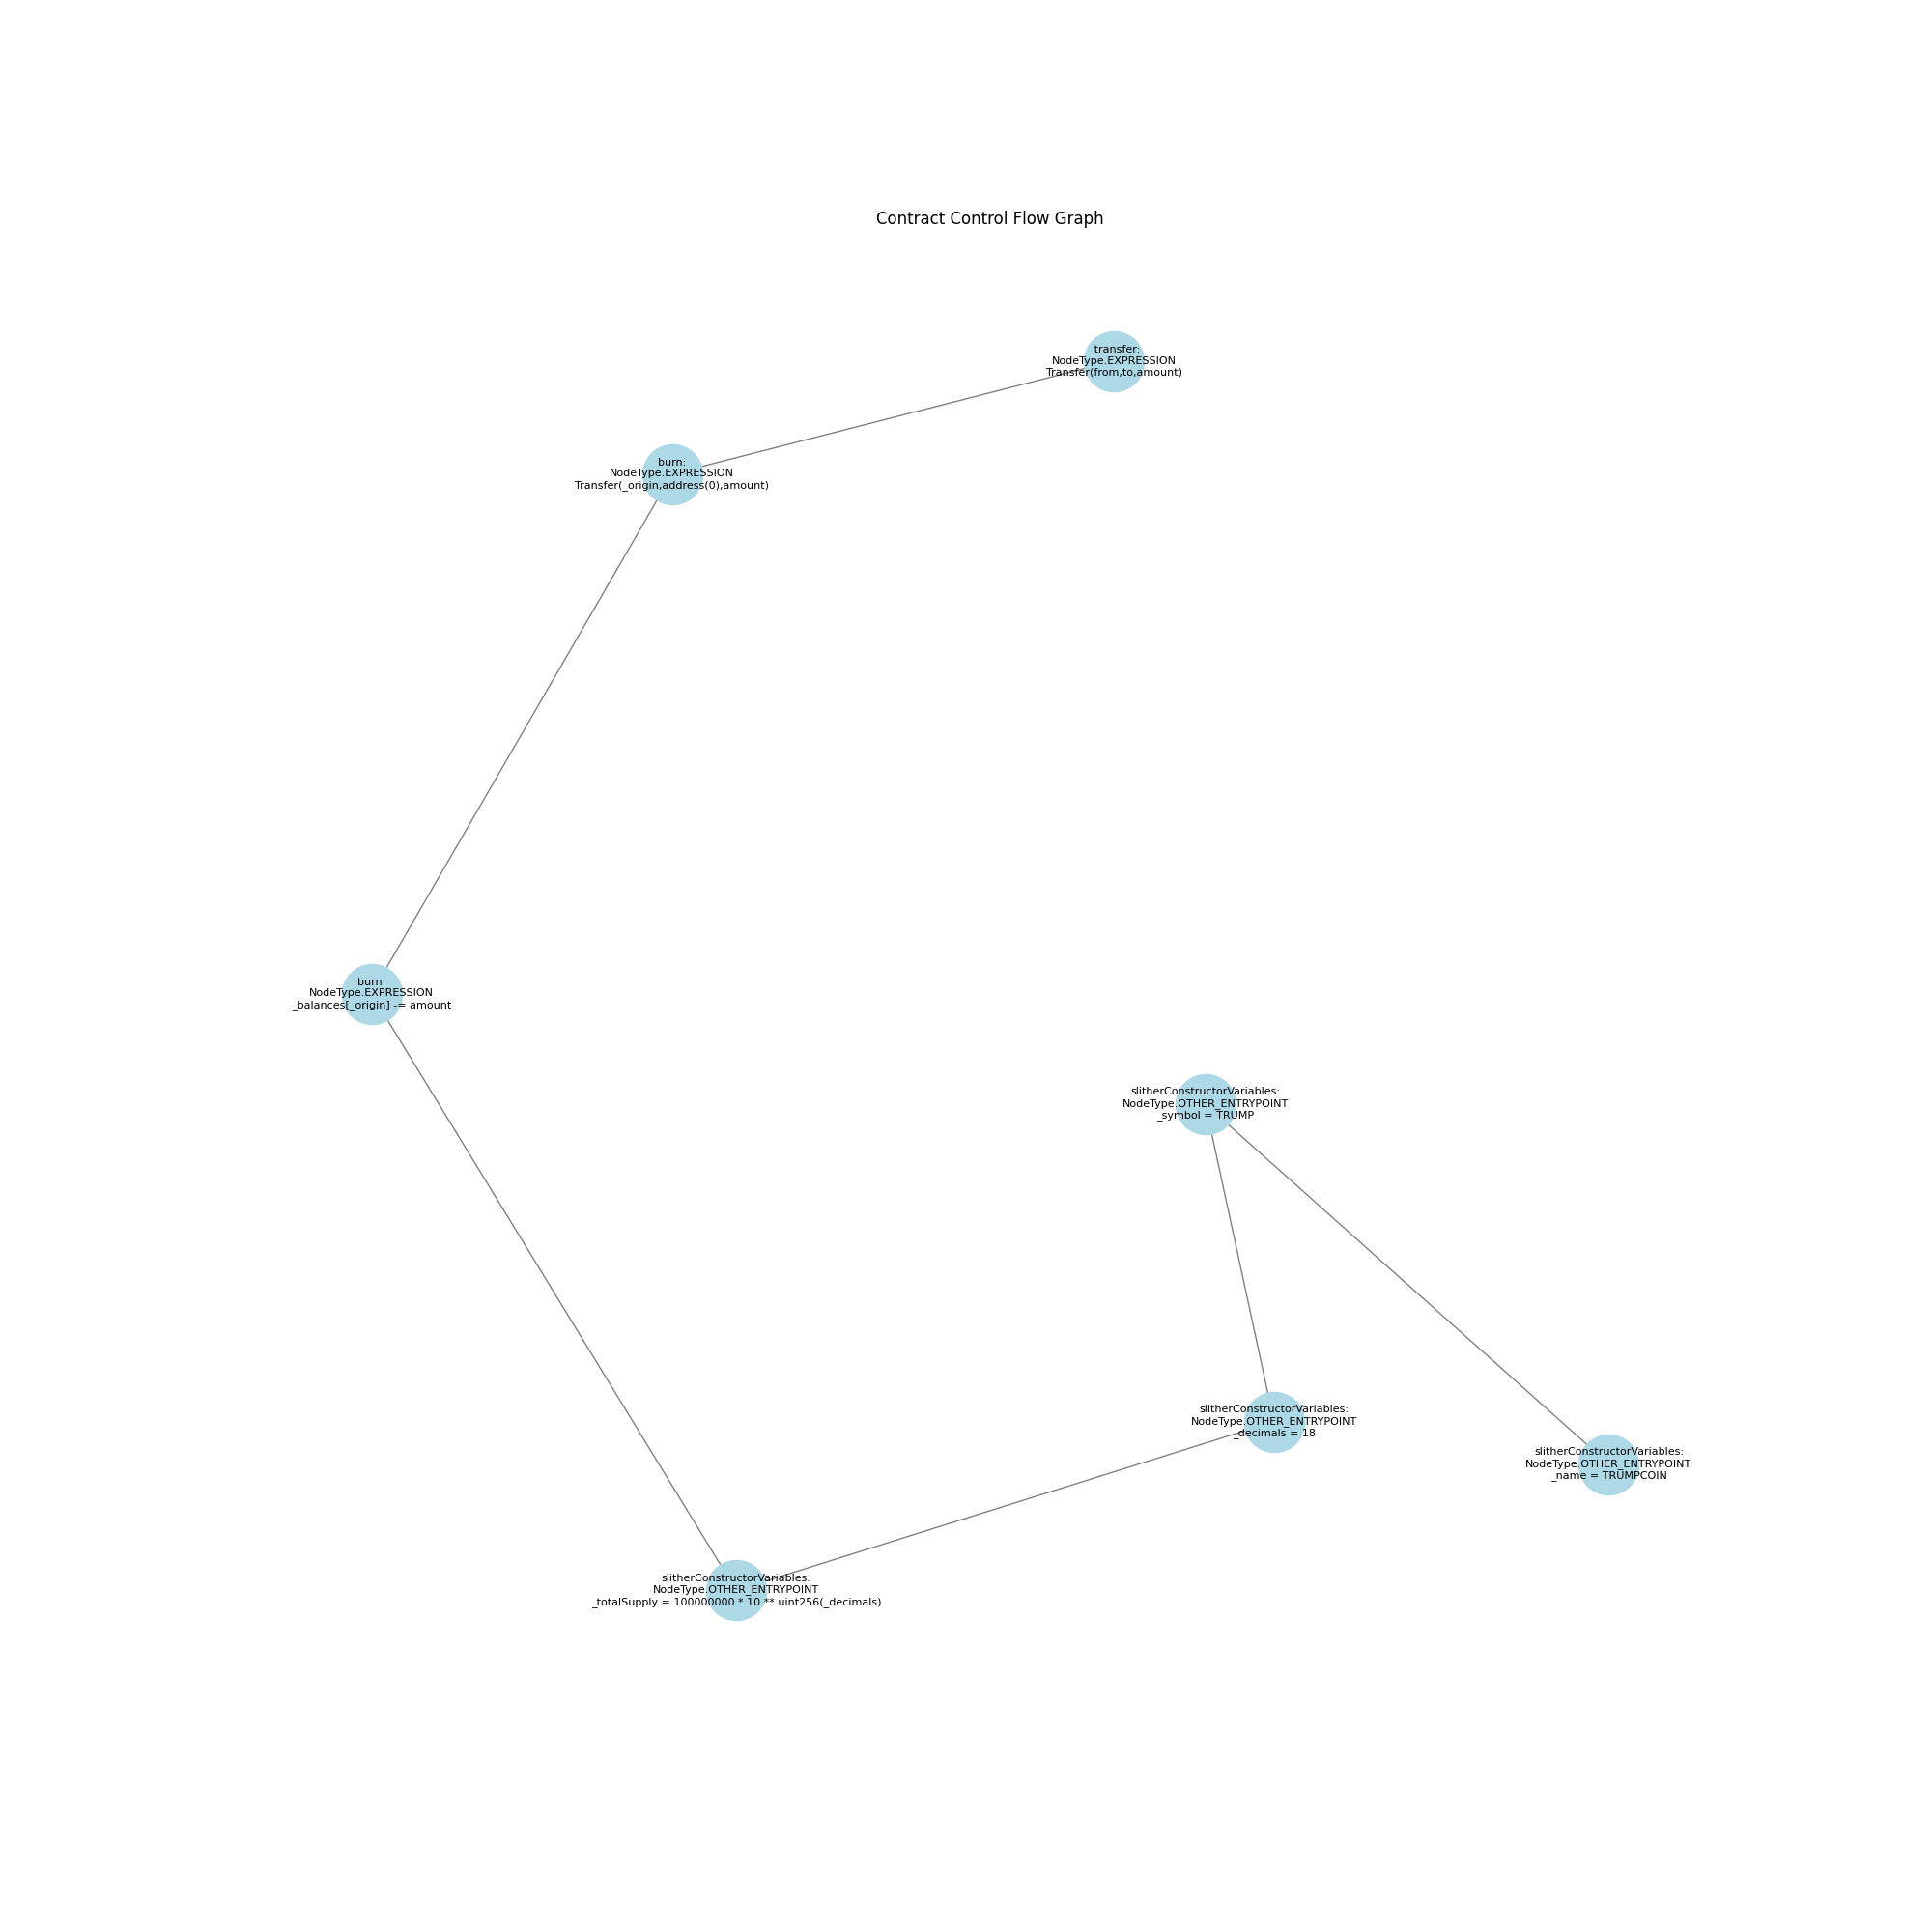 Contract Control Flow Graph
_transfer:
NodeType.EXPRESSION
Transfer(from,to,amount)
burn:
NodeType.EXPRESSION
Transfer(_origin,address(0),amount)
burn:
NodeType.EXPRESSION
_balances[_origin] -= amount
slitherConstructorVariables:
NodeType.OTHER_ENTRYPOINT
_symbol = TRUMP
slitherConstructorVariables:
NodeType.OTHER_ENTRYPOINT
_decimals = 18
slitherConstructorVariables:
NodeType.OTHER_ENTRYPOINT
_name = TRUMPCOIN
slitherConstructorVariables:
NodeType.OTHER_ENTRYPOINT
_totalSupply = 100000000 * 10 ** uint256(_decimals)